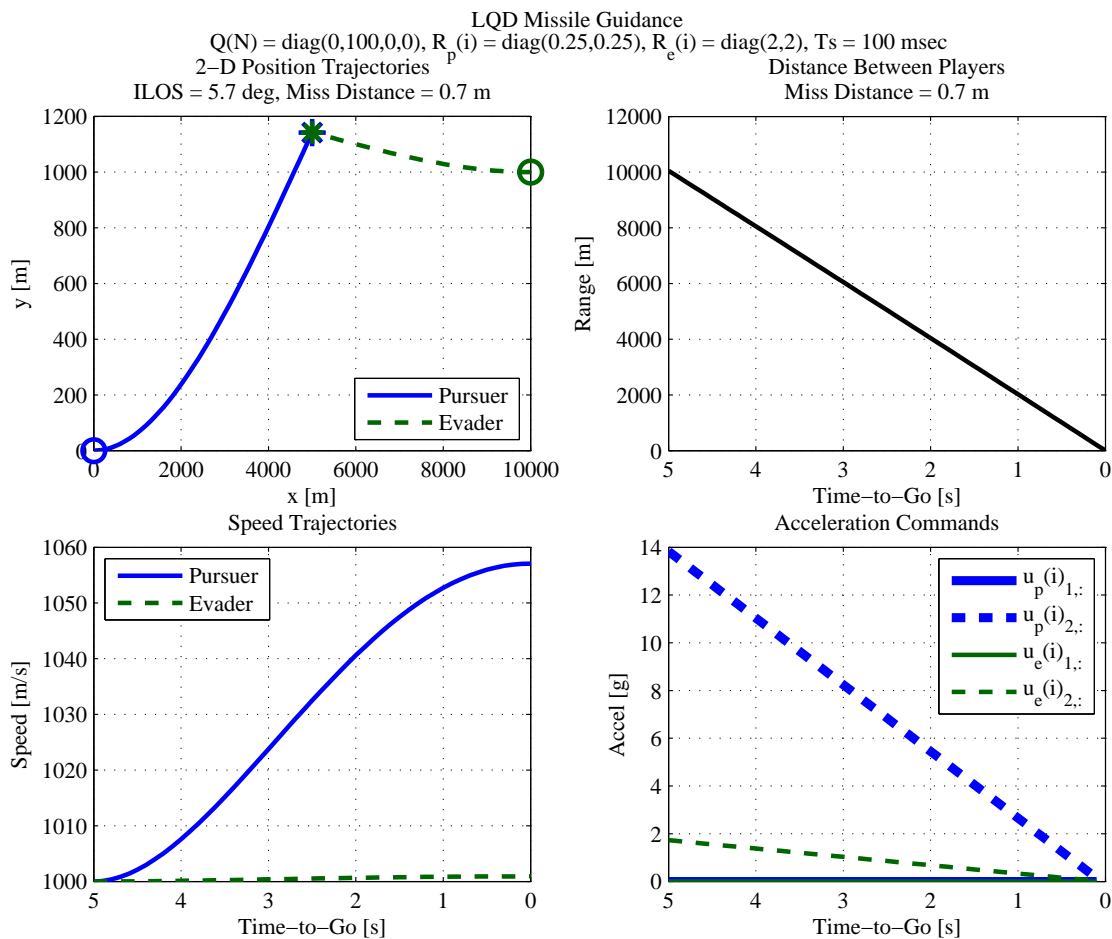 LQD Missile Guidance
Q(N) = diag(0,100,0,0), R_p(i) = diag(0.25,0.25), R_e(i) = diag(2,2), Ts = 100 msec
2−D Position Trajectories
ILOS = 5.7 deg, Miss Distance = 0.7 m
1200
1000
800
600
400
200
0
y [m]
Pursuer
Evader
0 2000 4000 6000 8000 10000
x [m]
Distance Between Players
Miss Distance = 0.7 m
12000
10000
8000
6000
4000
2000
0
Range [m]
5 4 3 2 1 0
Time−to−Go [s]
Speed Trajectories
1060
1050
1040
1030
1020
1010
1000
Speed [m/s]
Pursuer
Evader
5 4 3 2 1 0
Time−to−Go [s]
Acceleration Commands
14
12
10
8
6
4
2
0
Accel [g]
u_p(i)_{1,:}
u_p(i)_{2,:}
u_e(i)_{1,:}
u_e(i)_{2,:}
5 4 3 2 1 0
Time−to−Go [s]